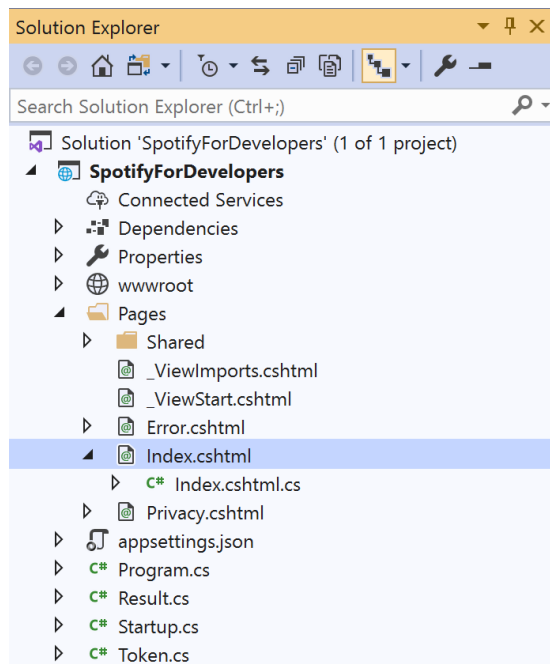 Solution Explorer
Search Solution Explorer (Ctrl+;)
Solution 'SpotifyForDevelopers' (1 of 1 project)
SpotifyForDevelopers
Connected Services
Dependencies
Properties
wwwroot
Pages
Shared
_ViewImports.cshtml
_ViewStart.cshtml
Error.cshtml
Index.cshtml
C# Index.cshtml.cs
Privacy.cshtml
appsettings.json
C# Program.cs
C# Result.cs
C# Startup.cs
C# Token.cs